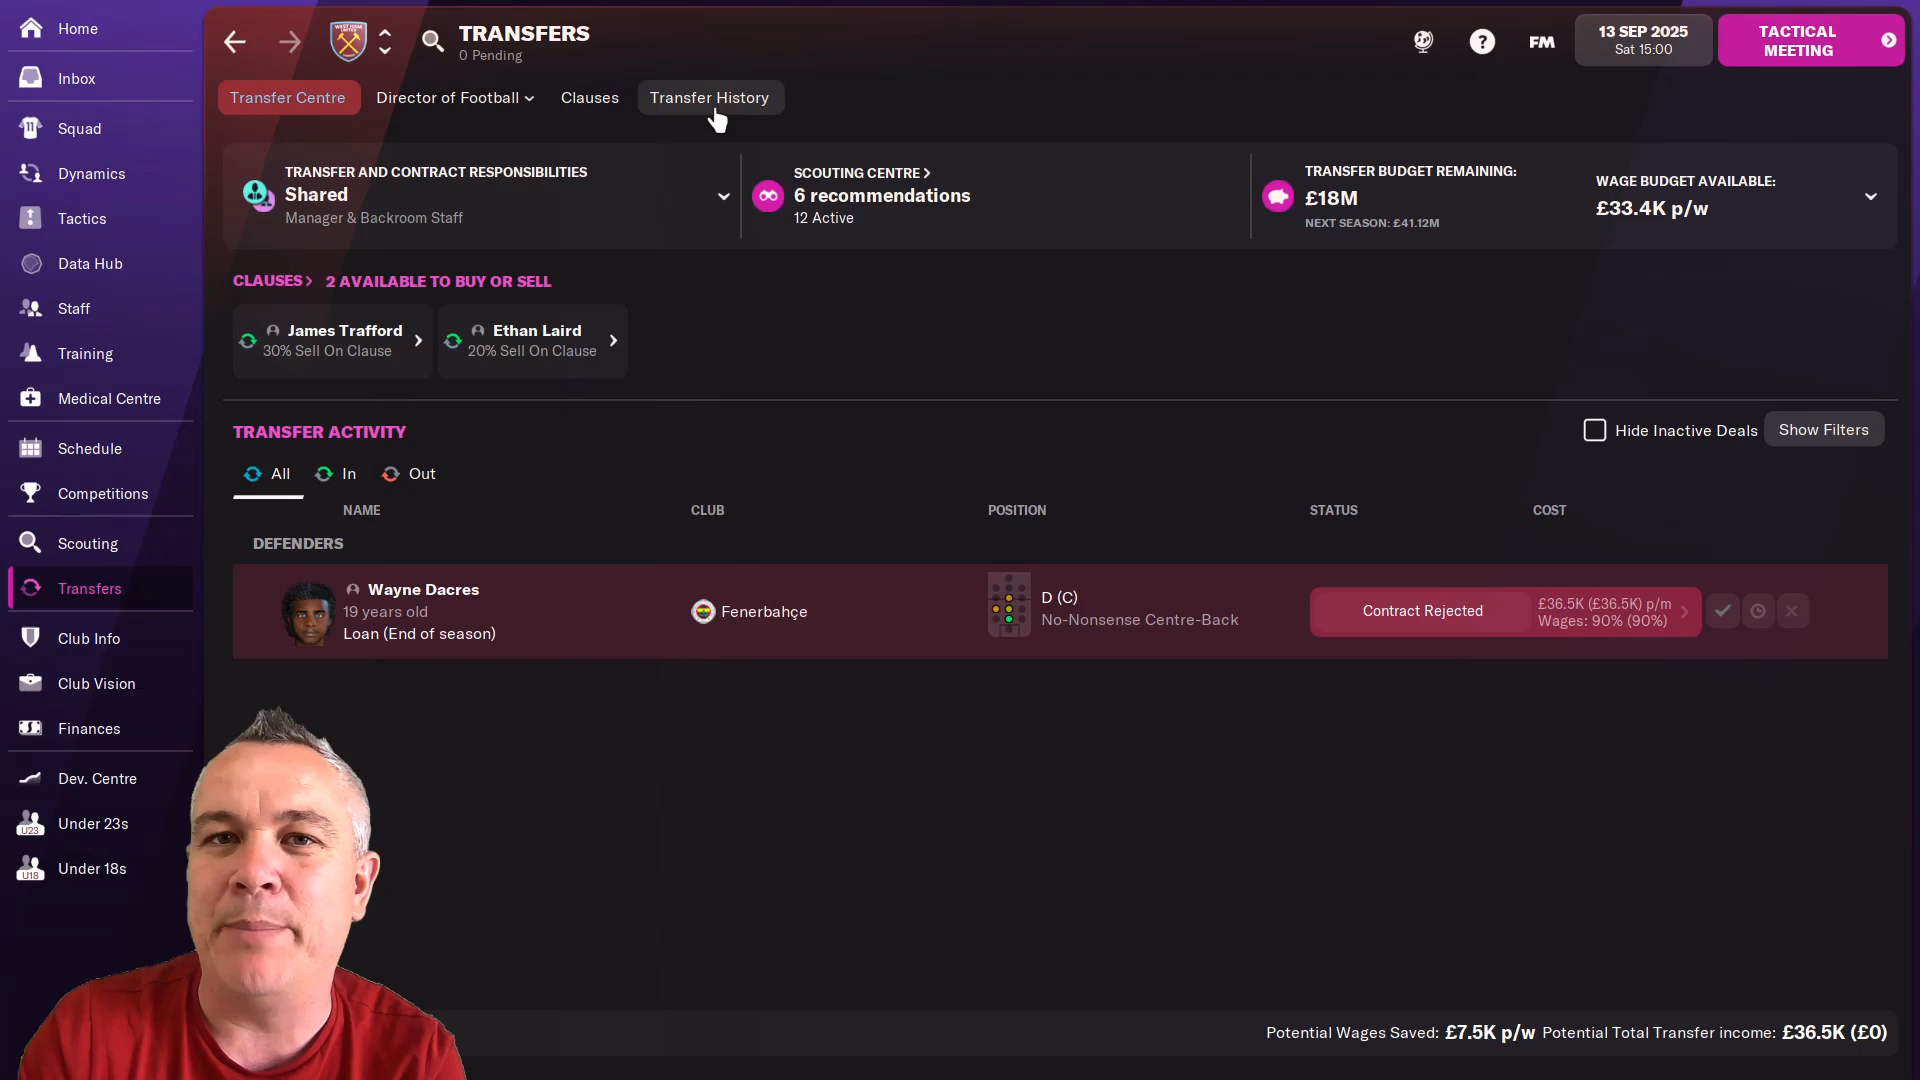 Home
Inbox
Squad
Dynamics
Tactics
Data Hub
Staff
Training
Medical Centre
Schedule
Competitions
Scouting
Transfers
Club Info
Club Vision
Finances
Dev. Centre
U23
Under 23s
U18
Under 18s
WEST HAM
UNITED
TRANSFERS
0 Pending
?
FM
13 SEP 2025
Sat 15:00
TACTICAL
MEETING
Transfer Centre
Director of Football
Clauses
Transfer History
TRANSFER AND CONTRACT RESPONSIBILITIES
Shared
Manager & Backroom Staff
SCOUTING CENTRE
6 recommendations
12 Active
TRANSFER BUDGET REMAINING:
£18M
NEXT SEASON: £41.12M
WAGE BUDGET AVAILABLE:
£33.4K p/w
CLAUSES 2 AVAILABLE TO BUY OR SELL
James Trafford
30% Sell On Clause
Ethan Laird
20% Sell On Clause
TRANSFER ACTIVITY
Hide Inactive Deals
Show Filters
All In Out
NAME CLUB POSITION STATUS COST
DEFENDERS
Wayne Dacres
19 years old
Loan (End of season)
Fenerbahçe
D (C)
No-Nonsense Centre-Back
Contract Rejected
£36.5K (£36.5K) p/m
Wages: 90% (90%)
Potential Wages Saved: £7.5K p/w Potential Total Transfer income: £36.5K (£0)